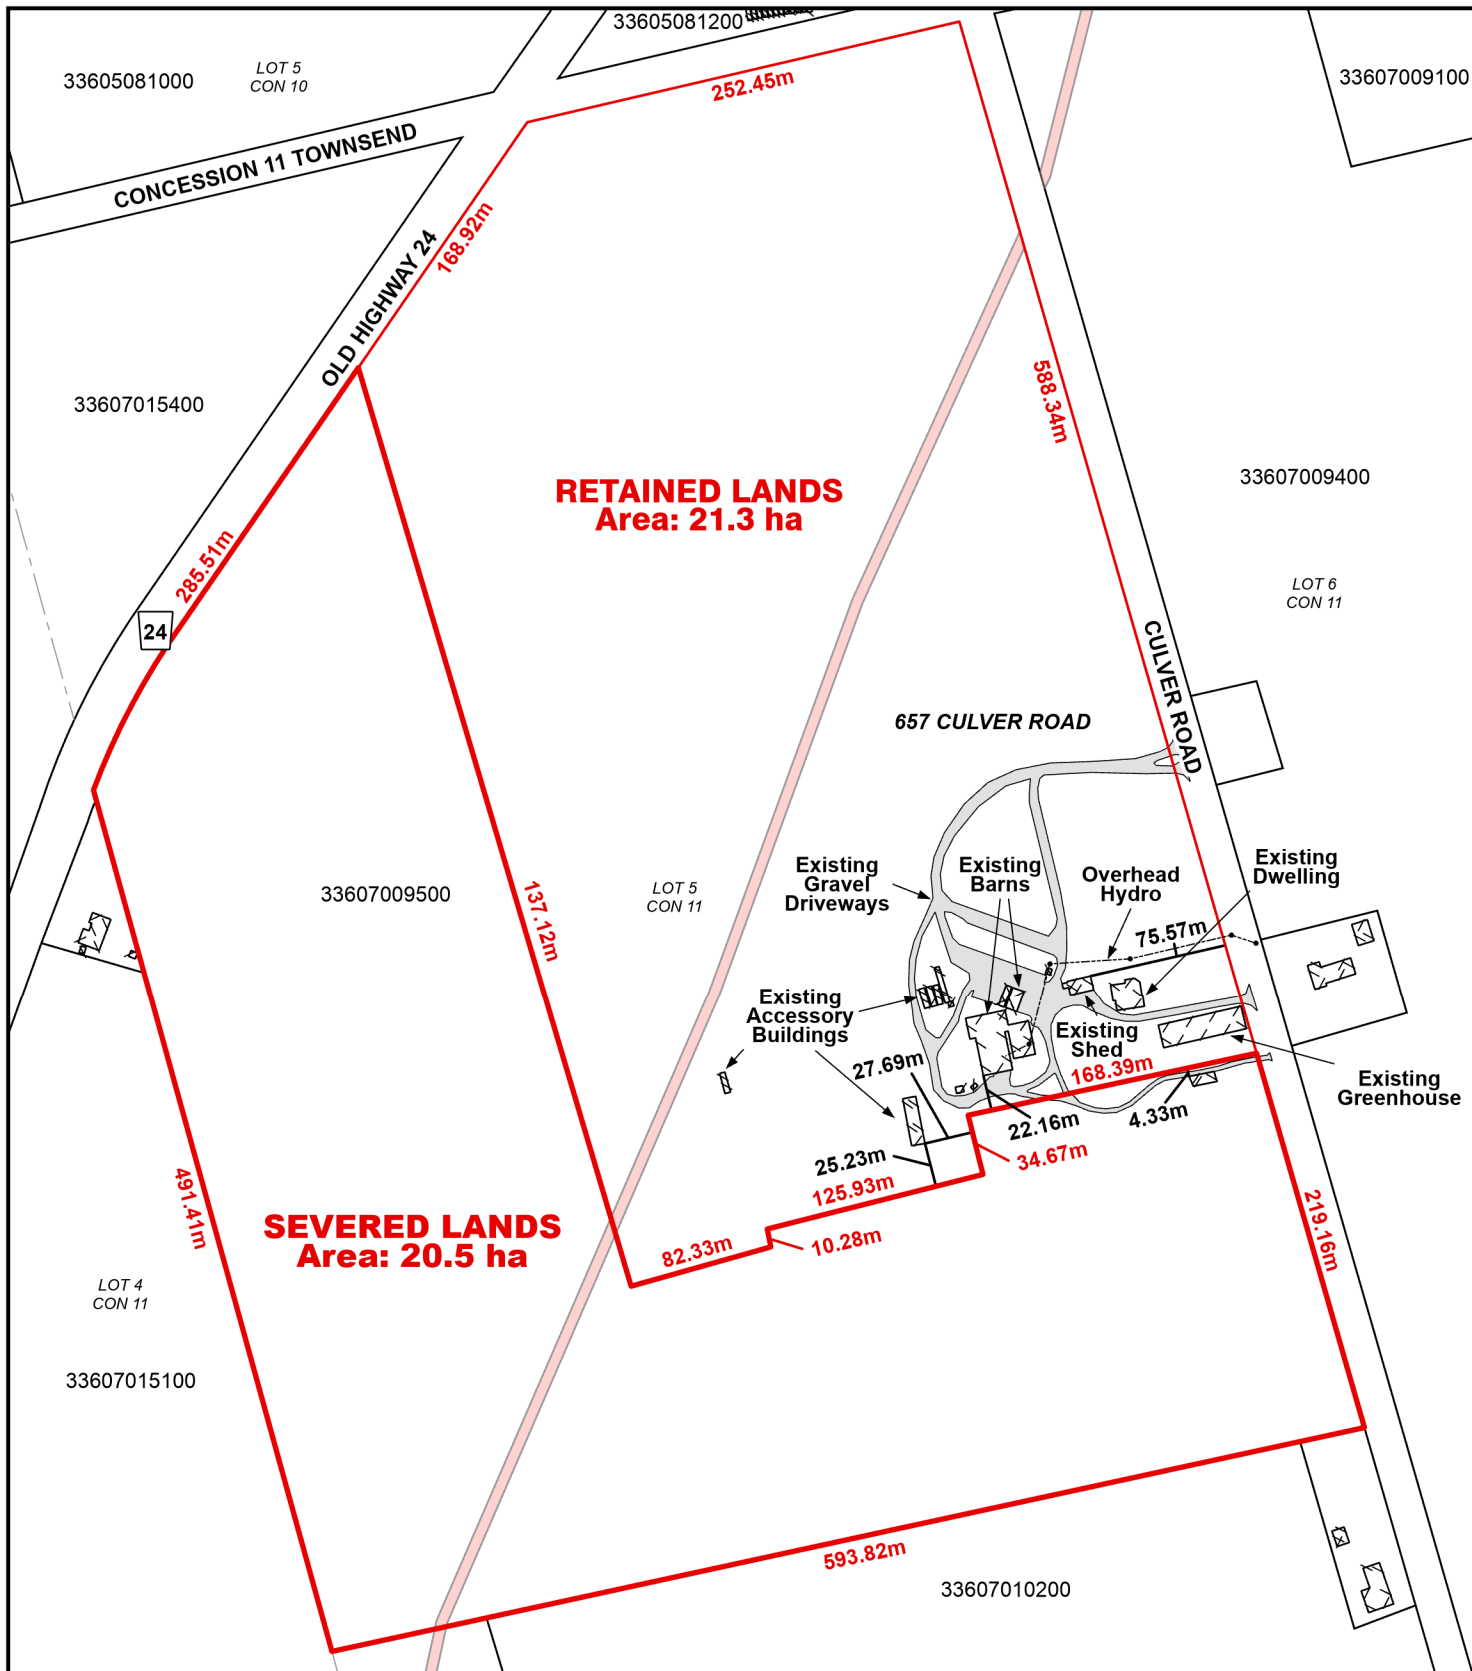 33605081200
33605081000
LOT 5
CON 10
33607009100
252.45m
CONCESSION 11 TOWNSEND
168.92m
OLD HIGHWAY 24
588.34m
33607015400
33607009400
RETAINED LANDS
Area: 21.3 ha
285.51m
24
LOT 6
CON 11
CULVER ROAD
657 CULVER ROAD
33607009500
137.12m
LOT 5
CON 11
Existing
Gravel
Driveways
Existing
Barns
Overhead
Hydro
Existing
Dwelling
75.57m
Existing
Accessory
Buildings
Existing
Shed
27.69m
168.39m
Existing
Greenhouse
22.16m
4.33m
25.23m
34.67m
125.93m
491.41m
SEVERED LANDS
Area: 20.5 ha
82.33m
10.28m
219.16m
LOT 4
CON 11
33607015100
593.82m
33607010200